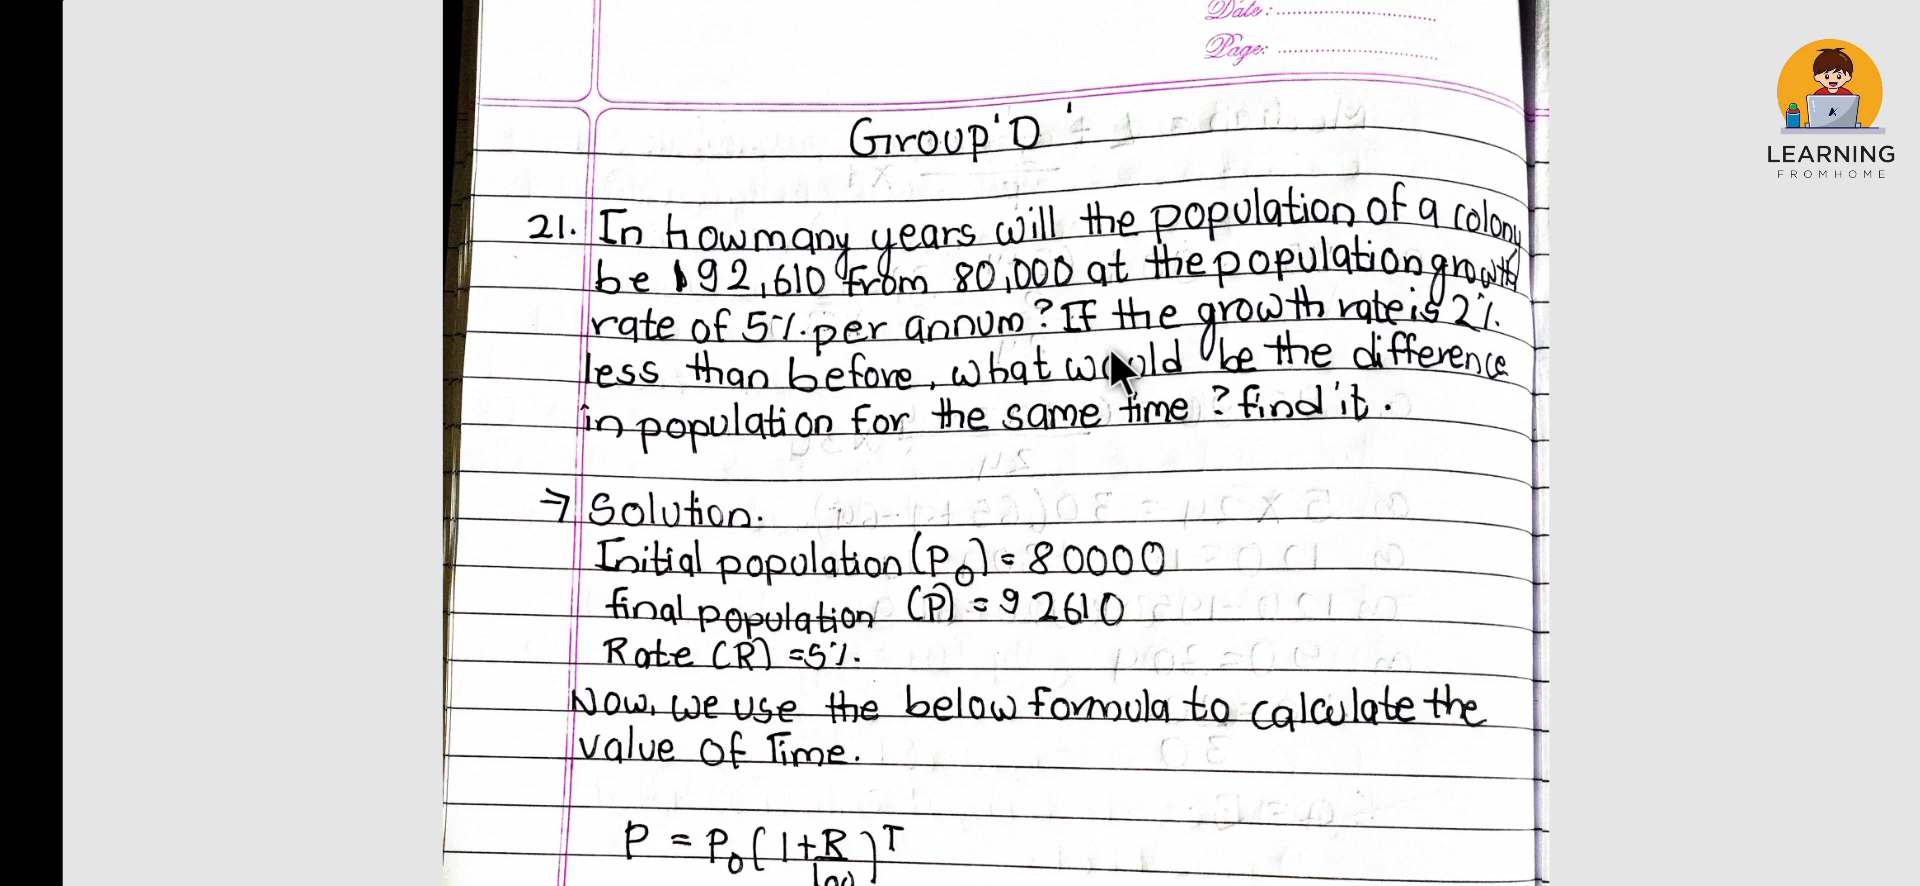 Date:
Page:
LEARNING
FROMHOME
Group 'D'
21. In how many years will the population of a colony
be 92,610 from 80,000 at the population growth
rate of 5% per annum? If the growth rate is 2%
less than before, what would be the difference
in population for the same time? find it.
→ Solution.
Initial population (P0) = 80000
final population (P) = 92610
Rate (R) = 5%.
Now, we use the below formula to calculate the
value of Time.
P = P0 (1+R/100)^T